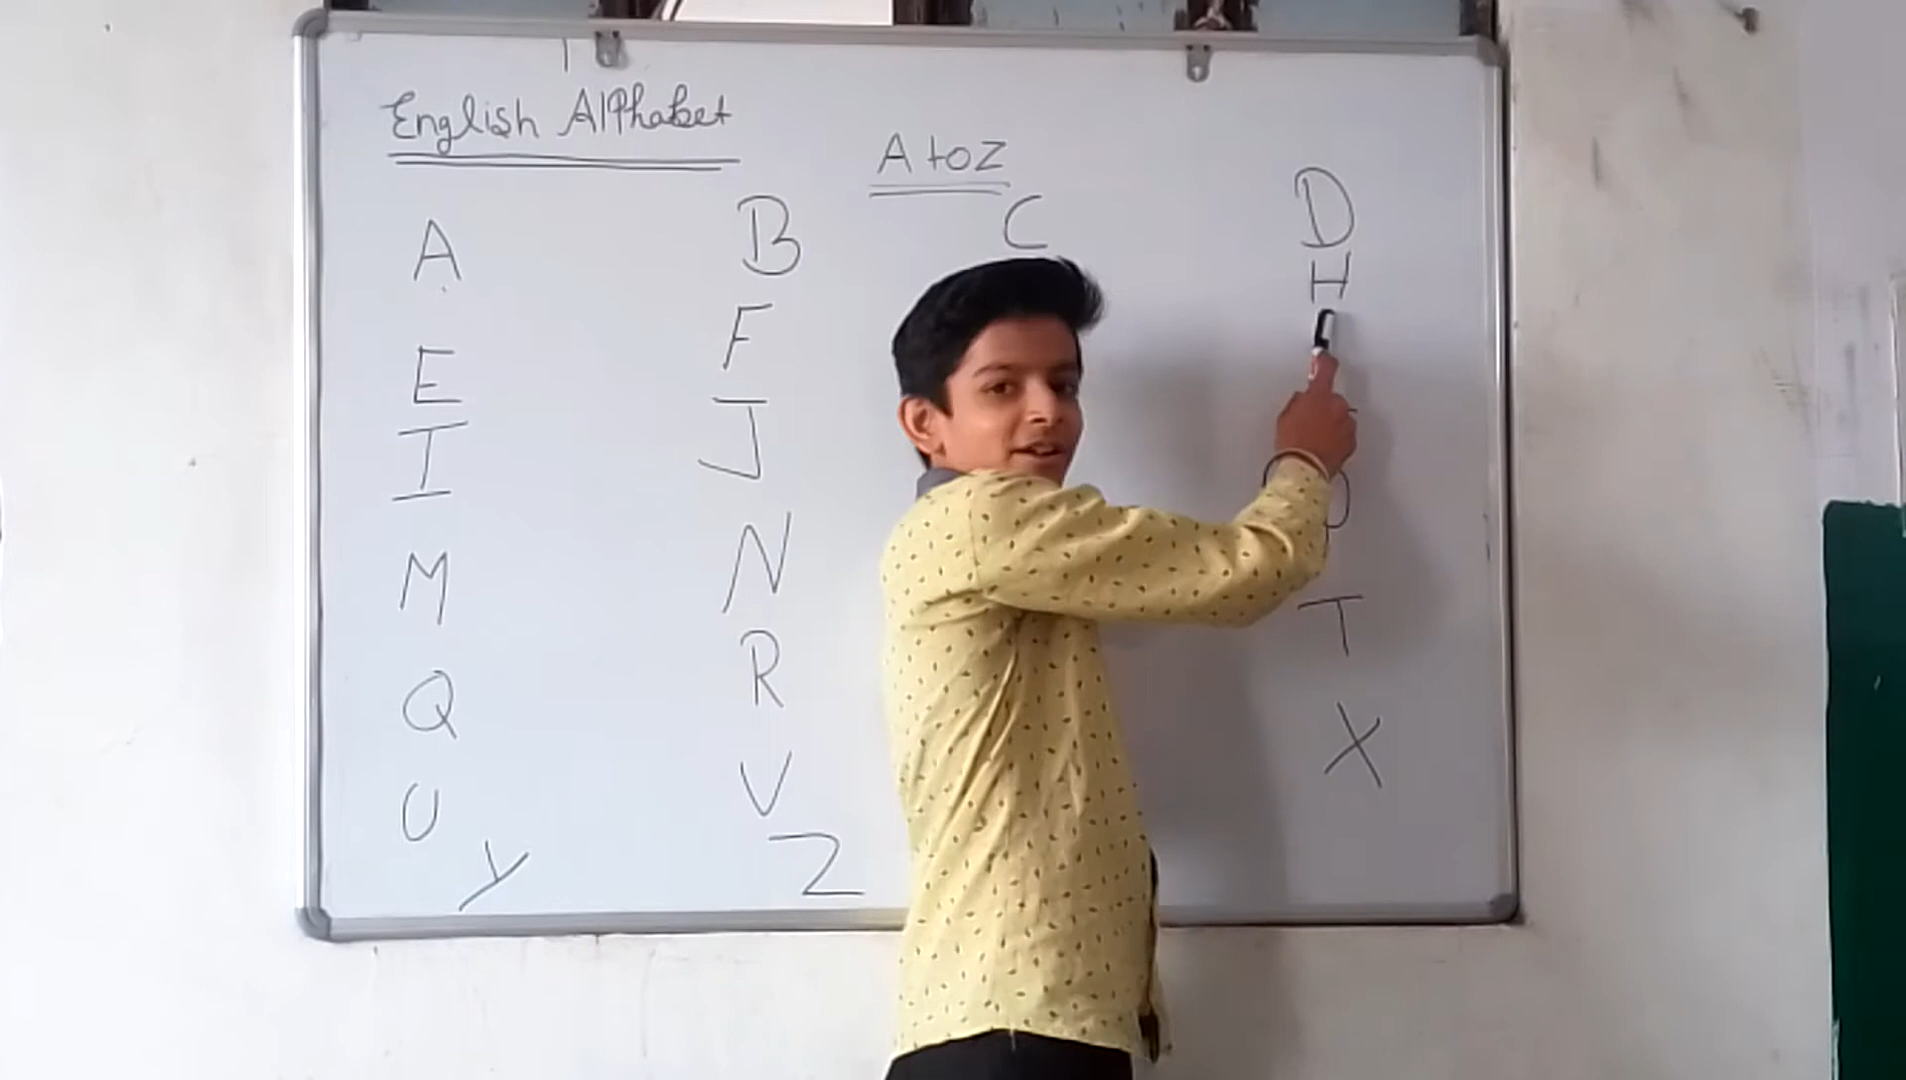 English AlPhabet
A to Z
A B C D
E F H
I J
M N P
Q R T
U V X
Y Z